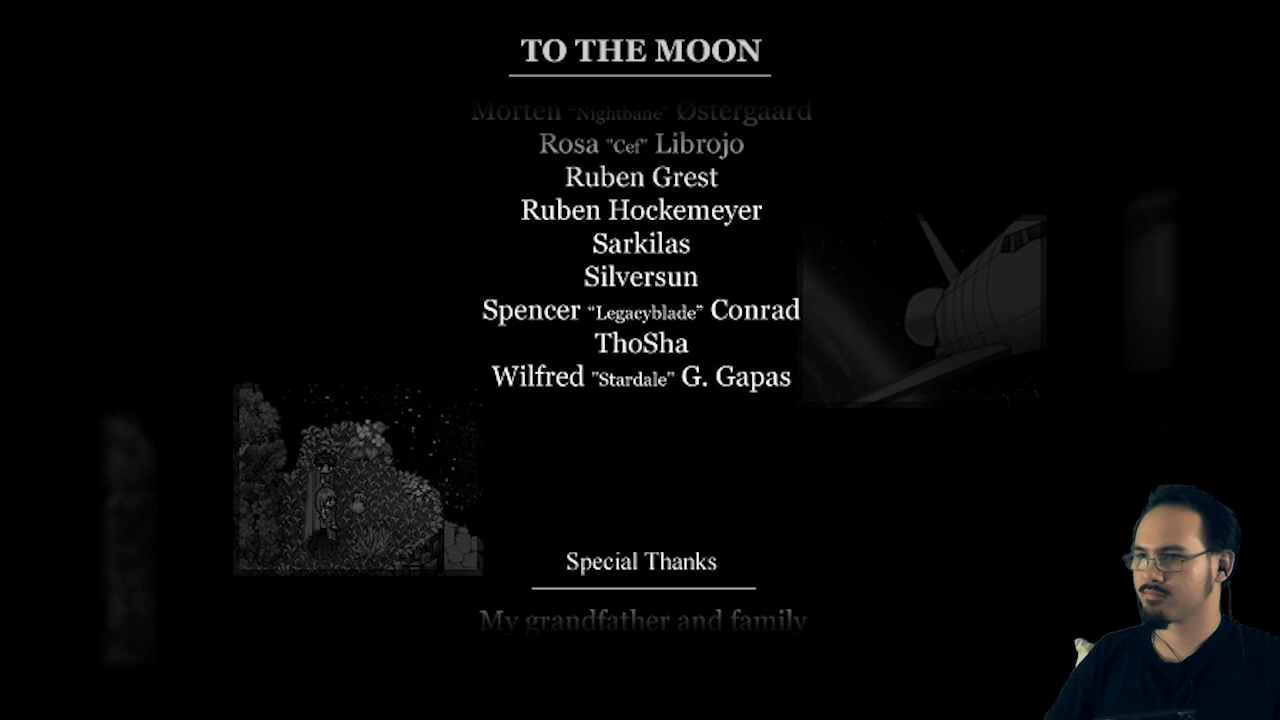 TO THE MOON
Morten "Nightbane" Østergaard
Rosa "Cef" Librojo
Ruben Grest
Ruben Hockemeyer
Sarkilas
Silversun
Spencer “Legacyblade” Conrad
ThoSha
Wilfred "Stardale" G. Gapas
Special Thanks
My grandfather and family